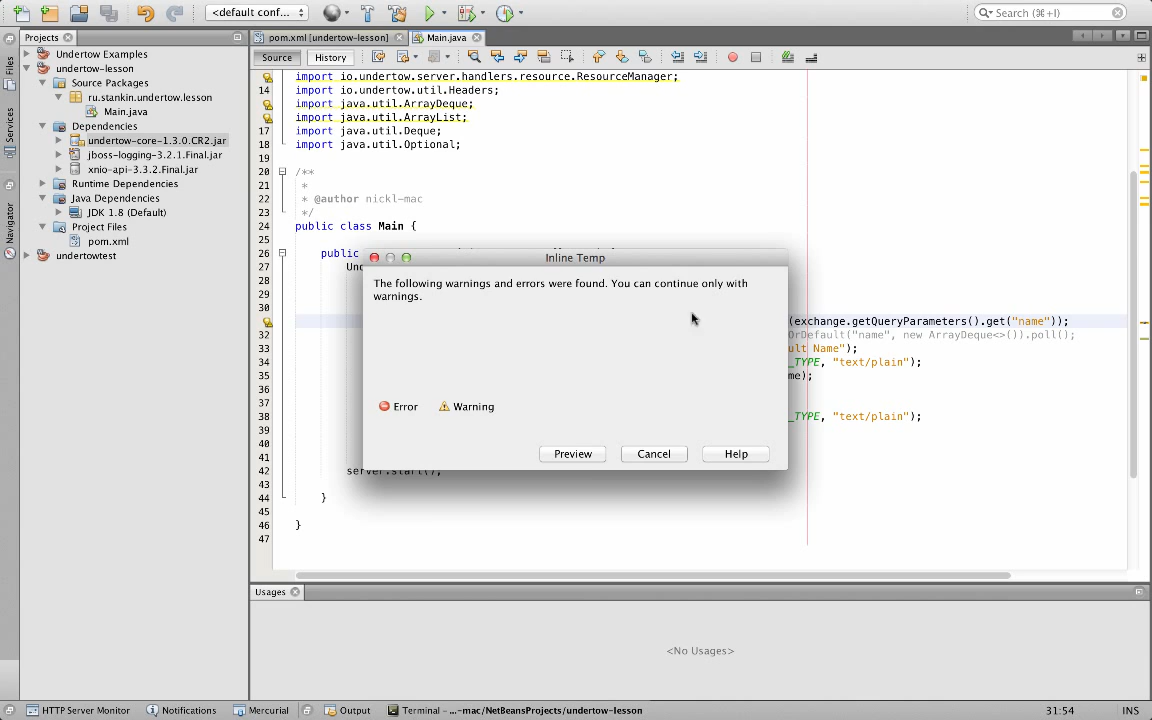 <default conf...
Search (⌘+I)
Projects
Files
Services
Navigator
Undertow Examples
undertow-lesson
Source Packages
ru.stankin.undertow.lesson
Main.java
Dependencies
undertow-core-1.3.0.CR2.jar
jboss-logging-3.2.1.Final.jar
xnio-api-3.3.2.Final.jar
Runtime Dependencies
Java Dependencies
JDK 1.8 (Default)
Project Files
pom.xml
undertowtest
pom.xml [undertow-lesson]
Main.java
Source
History
import io.undertow.server.handlers.resource.ResourceManager;
14 import io.undertow.util.Headers;
import java.util.ArrayDeque;
import java.util.ArrayList;
17 import java.util.Deque;
18 import java.util.Optional;
19
20 /**
21 *
22 * @author nickl-mac
23 */
24 public class Main {
25
26 public
27 Und
28
29
30
(exchange.getQueryParameters().get("name"));
32 OrDefault("name", new ArrayDeque<>()).poll();
33 ult Name");
34 _TYPE, "text/plain");
35 me);
36
37
38 _TYPE, "text/plain");
39
40
41
42 server.start();
43
44 }
45
46 }
47
Inline Temp
The following warnings and errors were found. You can continue only with
warnings.
Error
Warning
Preview
Cancel
Help
Usages
<No Usages>
HTTP Server Monitor
Notifications
Mercurial
Output
Terminal - ...-mac/NetBeansProjects/undertow-lesson
31:54
INS